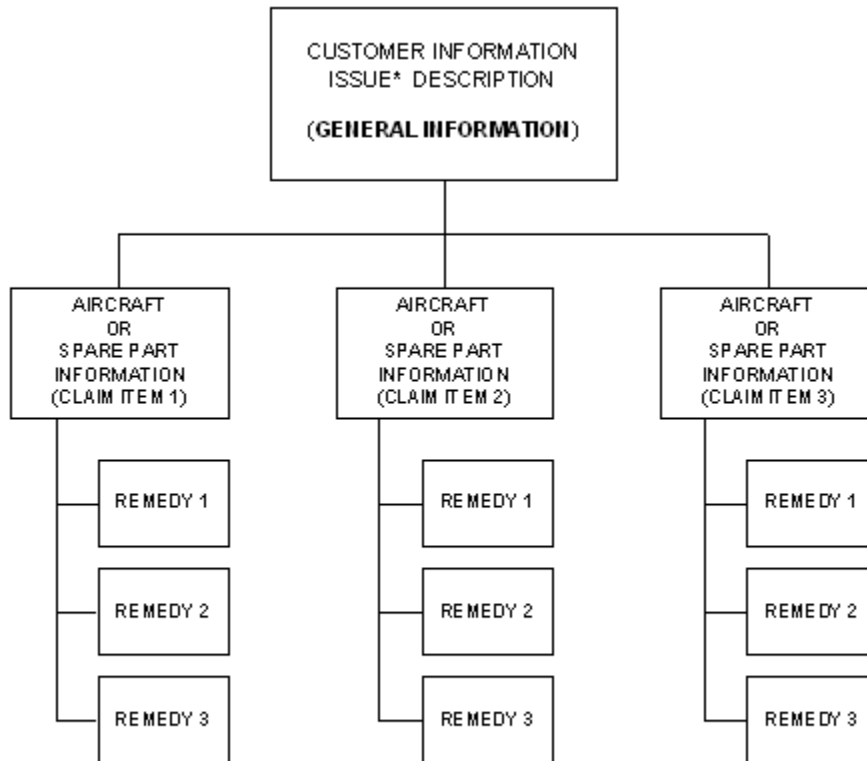 CUSTOMER INFORMATION
ISSUE* DESCRIPTION
(GENERAL INFORMATION)
AIRCRAFT
OR
SPARE PART
INFORMATION
(CLAIM ITEM 1)
REMEDY 1
REMEDY 2
REMEDY 3
AIRCRAFT
OR
SPARE PART
INFORMATION
(CLAIM ITEM 2)
REMEDY 1
REMEDY 2
REMEDY 3
AIRCRAFT
OR
SPARE PART
INFORMATION
(CLAIM ITEM 3)
REMEDY 1
REMEDY 2
REMEDY 3